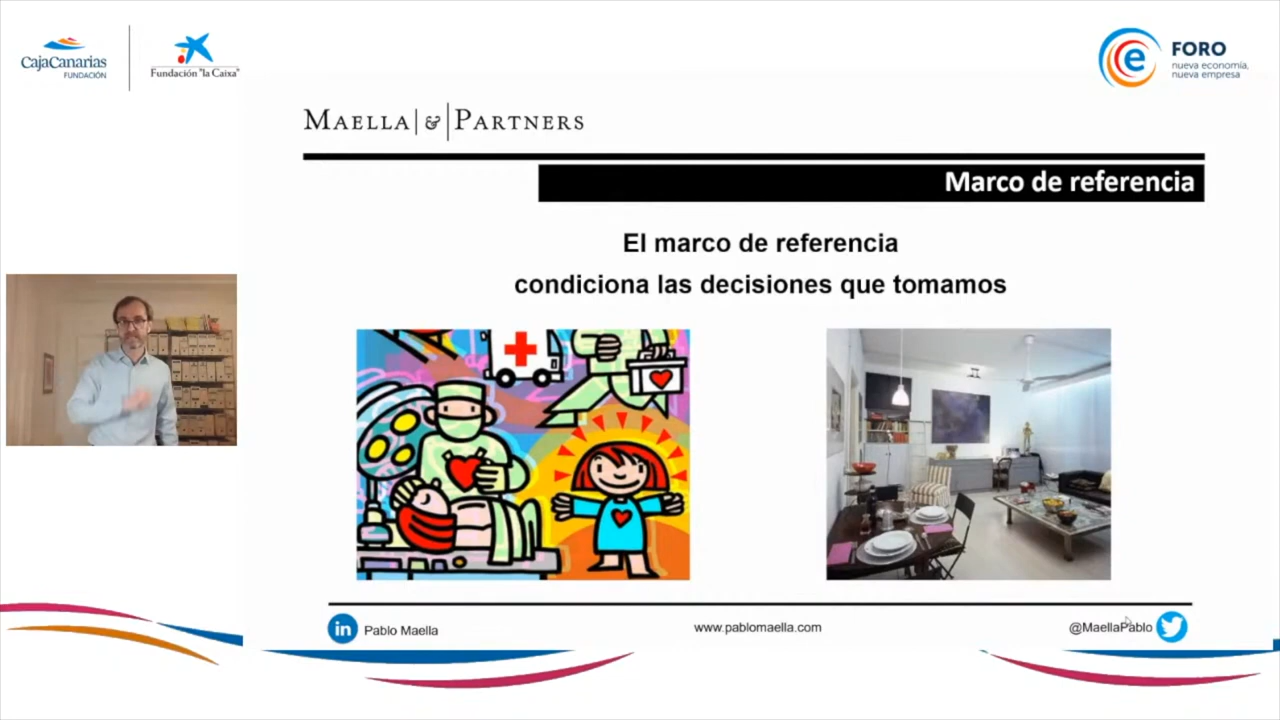 CajaCanarias
FUNDACIÓN
Fundación "la Caixa"
FORO
nueva economía,
nueva empresa
MAELLA & PARTNERS
Marco de referencia
El marco de referencia
condiciona las decisiones que tomamos
in Pablo Maella
www.pablomaella.com
@MaellaPablo